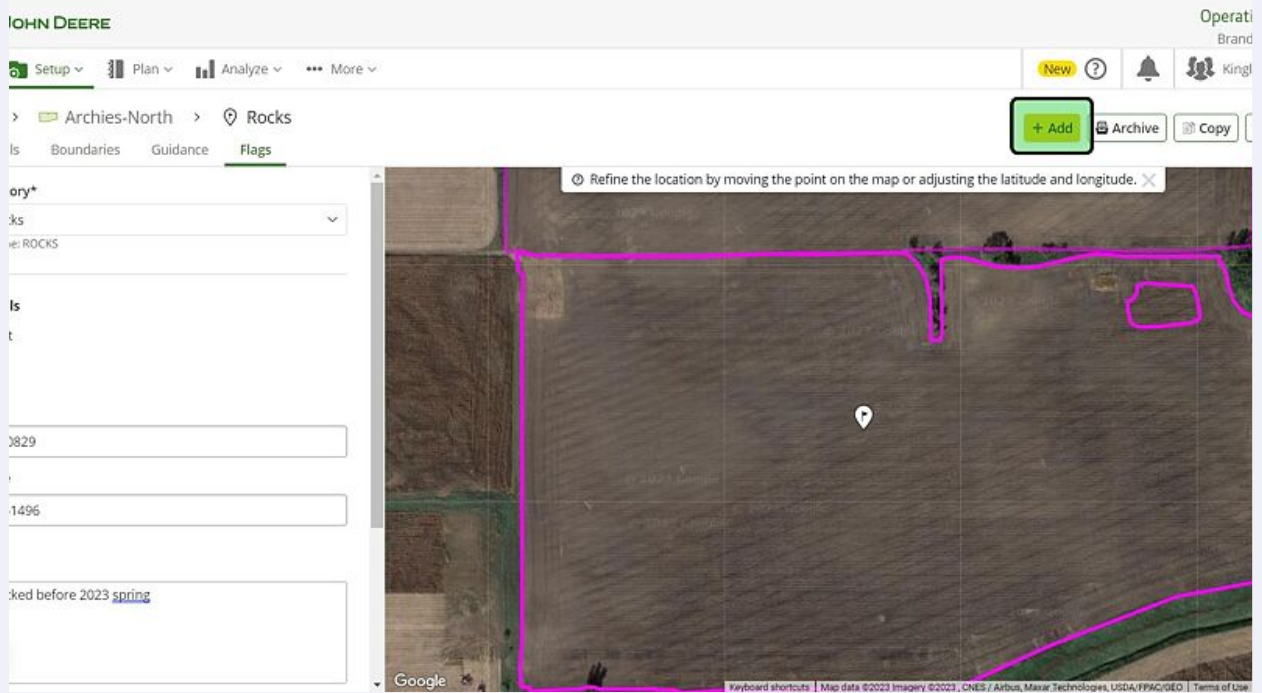 JOHN DEERE
Operati
Brand
Setup
Plan
Analyze
••• More
New
Kingl
> Archies-North > Rocks
+ Add
Archive
Copy
ls
Boundaries
Guidance
Flags
ory*
Refine the location by moving the point on the map or adjusting the latitude and longitude.
ks
e: ROCKS
ls
t
0829
1496
ked before 2023 spring
Google
Keyboard shortcuts
Map data ©2023 Imagery ©2023 , CNES / Airbus, Maxar Technologies, USDA/FPAC/GEO
Terms of Use